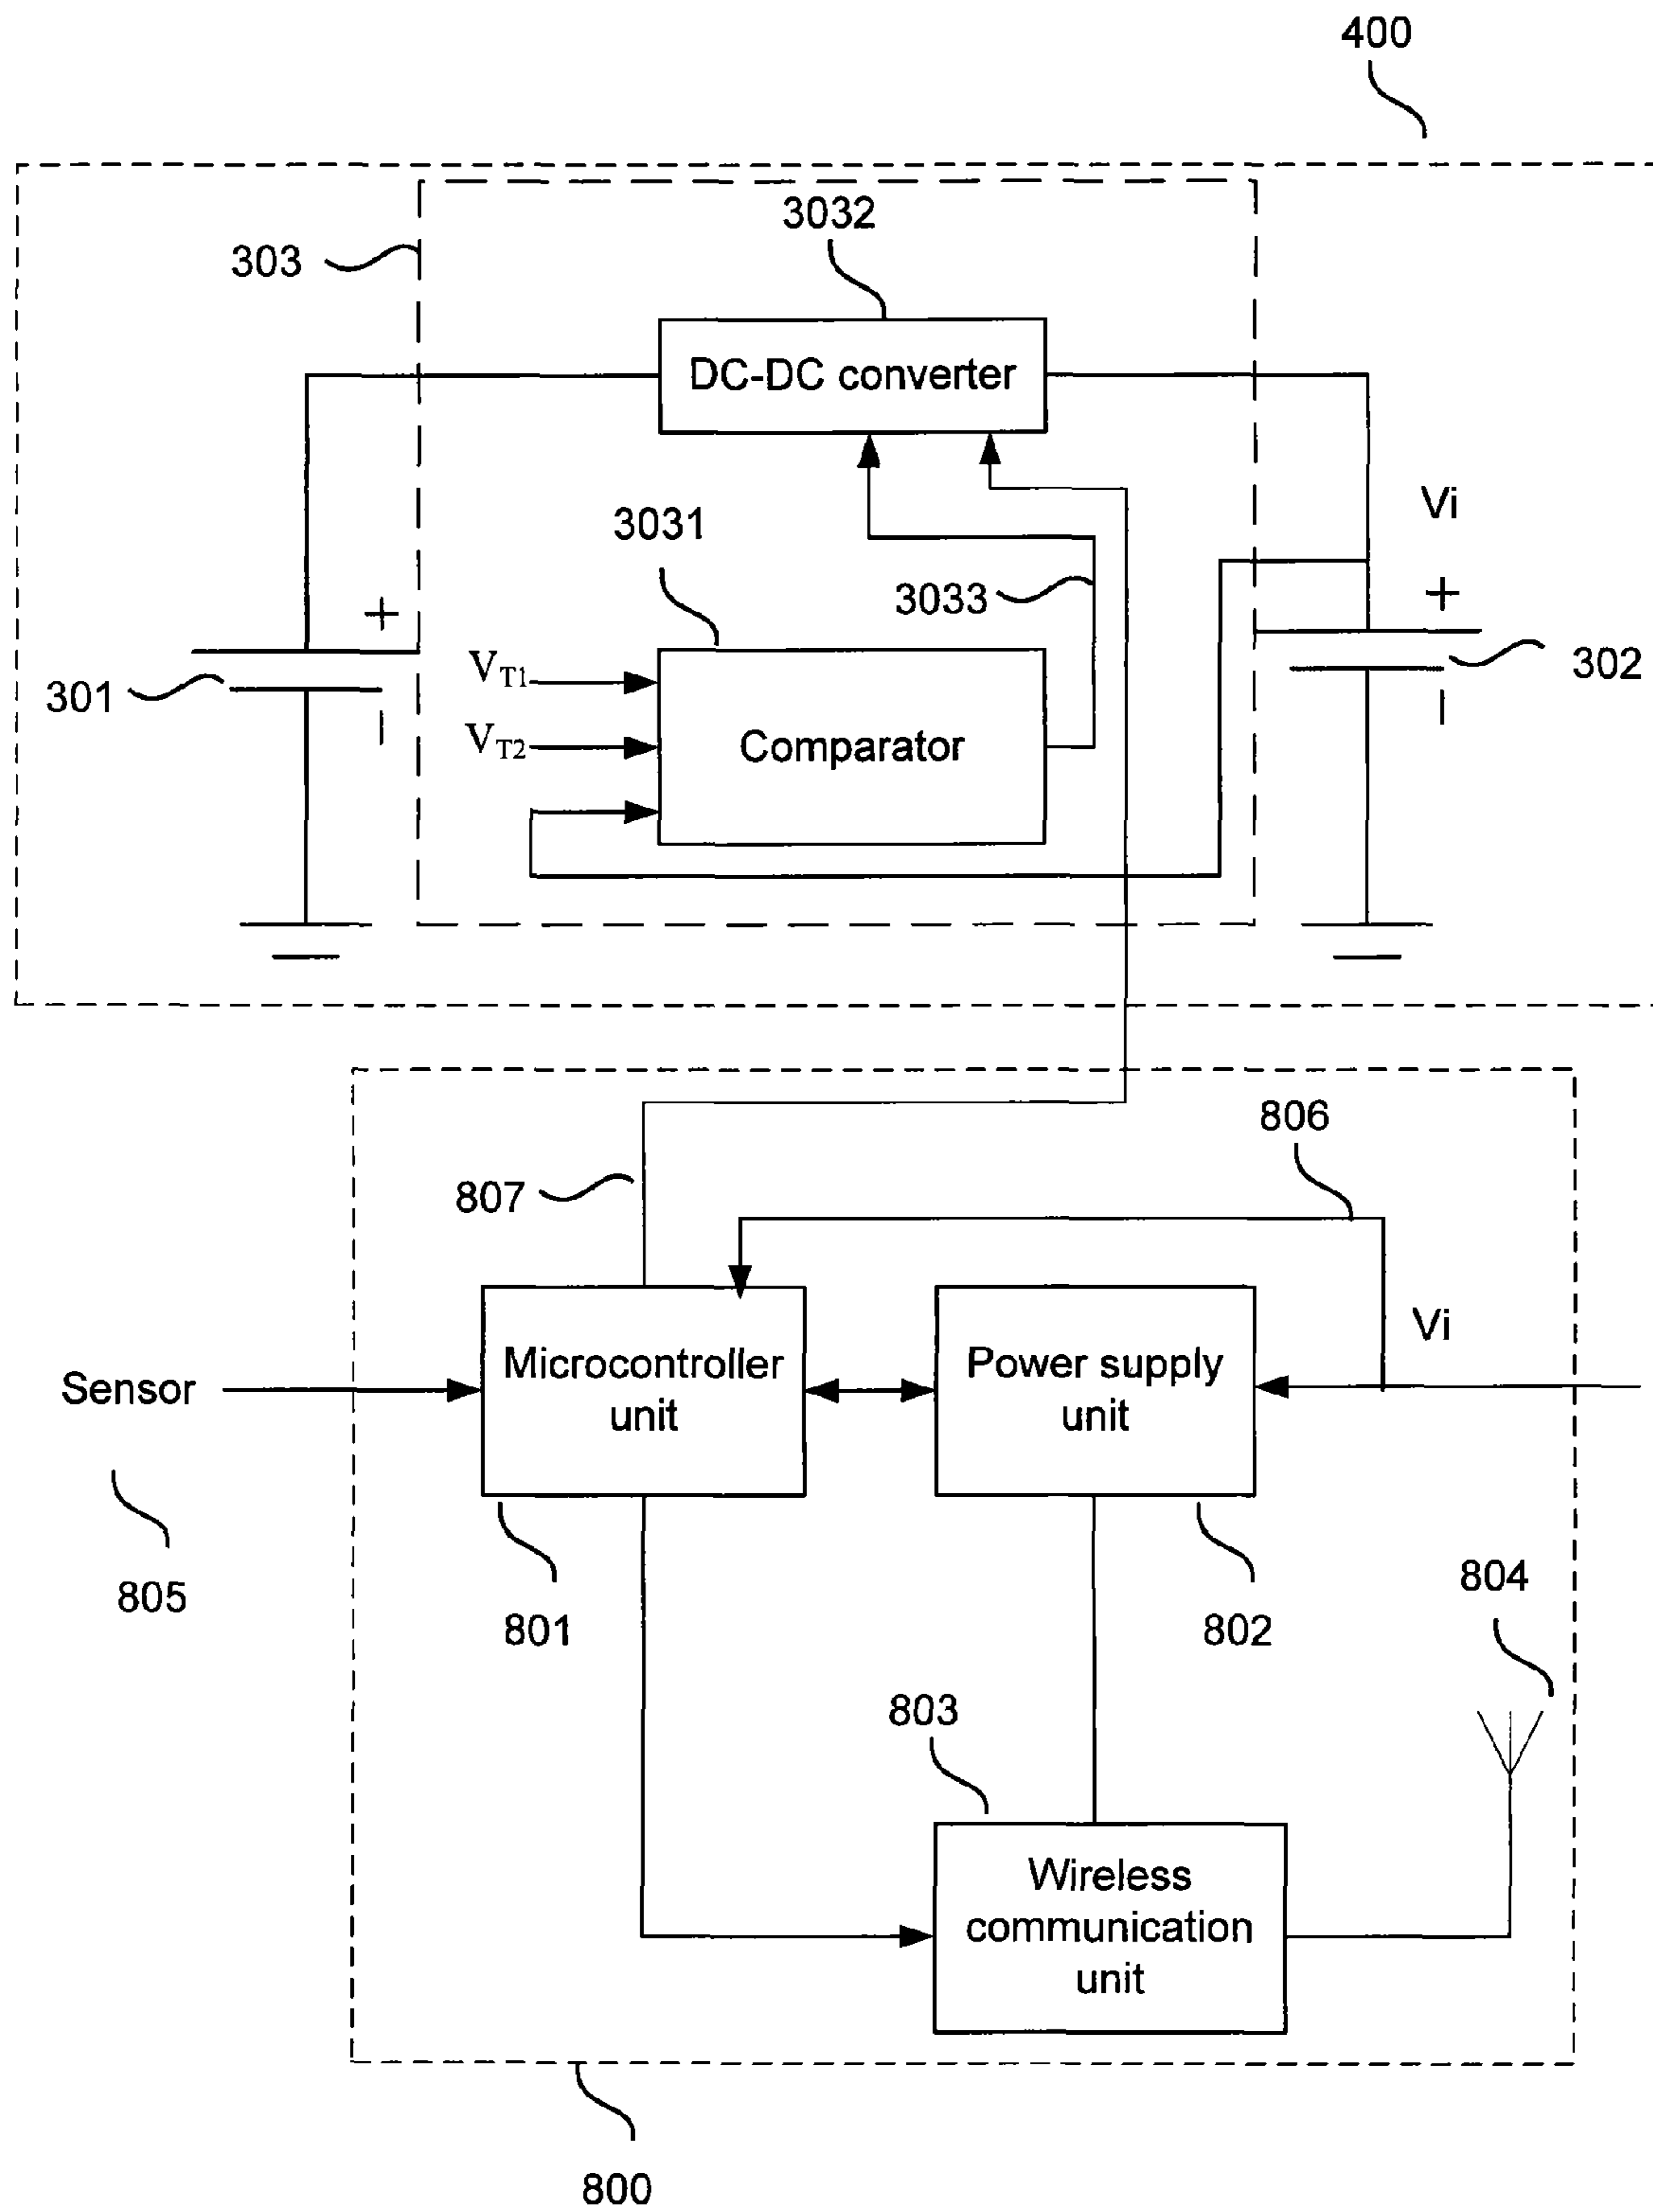 400
3032
303
DC-DC converter
Vi
3031
3033
+
+
302
301
VT1
VT2
Comparator
−
−
806
807
Vi
Microcontroller
unit
Power supply
unit
Sensor
805
801
802
804
803
Wireless
communication
unit
800